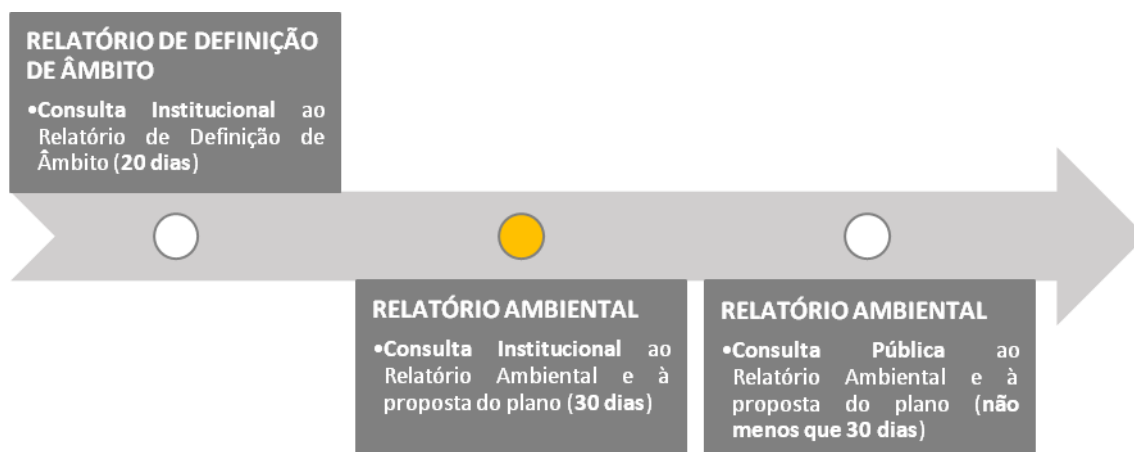 RELATÓRIO DE DEFINIÇÃO
DE ÂMBITO
•Consulta Institucional ao
Relatório de Definição de
Âmbito (20 dias)
RELATÓRIO AMBIENTAL
•Consulta Institucional ao
Relatório Ambiental e à
proposta do plano (30 dias)
RELATÓRIO AMBIENTAL
•Consulta Pública ao
Relatório Ambiental e à
proposta do plano (não
menos que 30 dias)